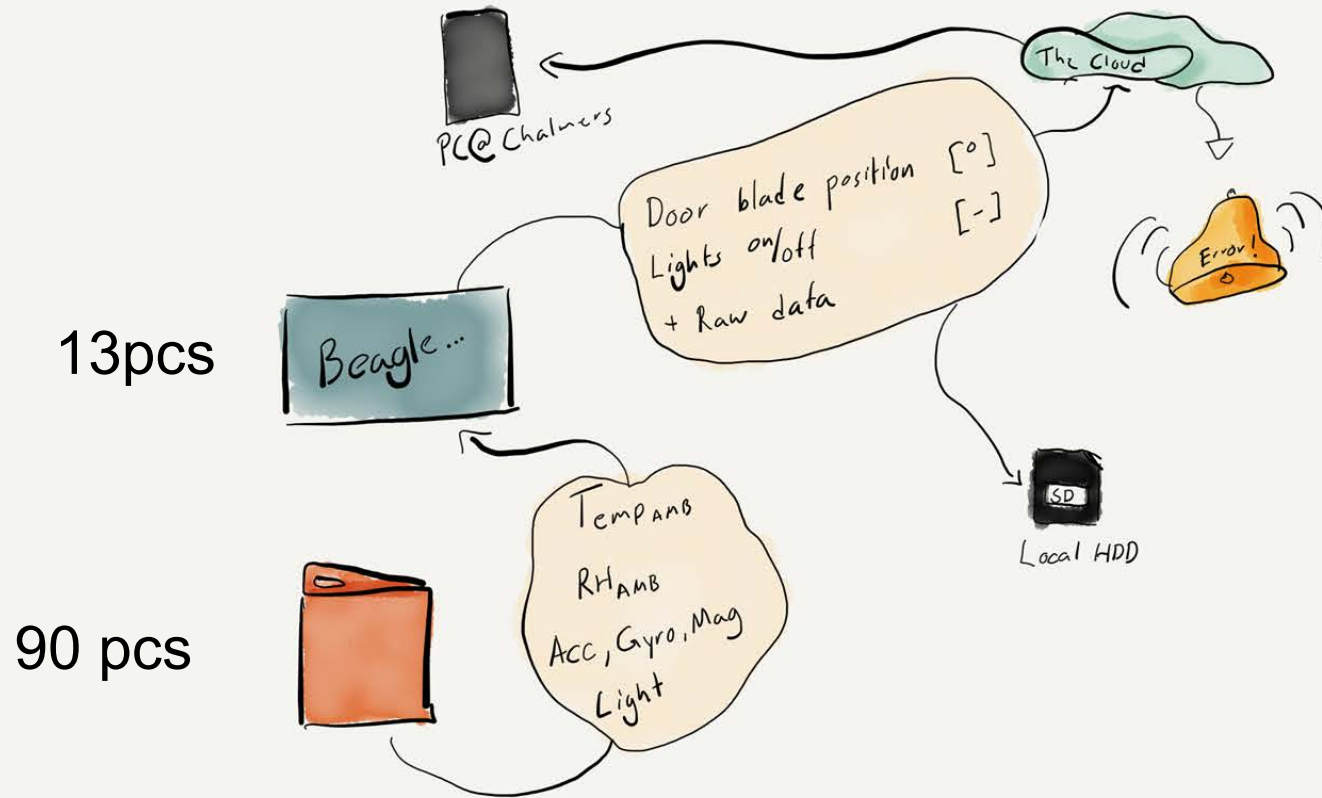 The Cloud
PC@Chalmers
Door blade position [°]
Lights on/off [-]
+ Raw data
Error!
13pcs
Beagle...
SD
Local HDD
TempAMB
RHAMB
Acc, Gyro, Mag
Light
90 pcs